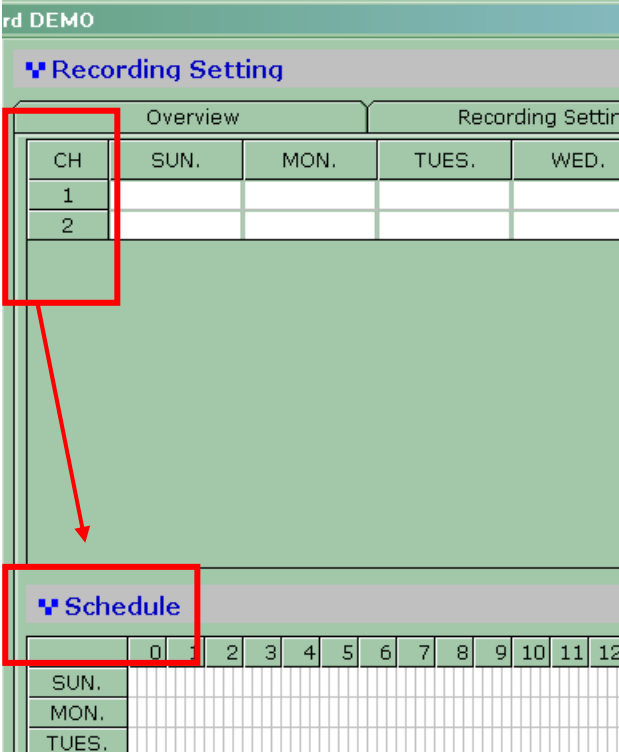 rd DEMO
Recording Setting
Overview Recording Settin
CH SUN. MON. TUES. WED.
1
2
Schedule
0 1 2 3 4 5 6 7 8 9 10 11 12
SUN.
MON.
TUES.